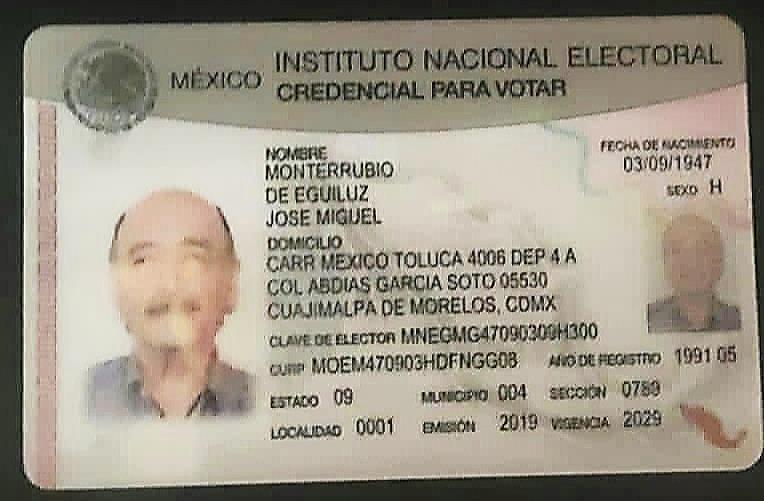 INSTITUTO NACIONAL ELECTORAL
MÉXICO
CREDENCIAL PARA VOTAR
NOMBRE
MONTERRUBIO
DE EGUILUZ
JOSE MIGUEL
FECHA DE NACIMIENTO
03/09/1947
SEXO H
DOMICILIO
CARR MEXICO TOLUCA 4006 DEP 4 A
COL ABDIAS GARCIA SOTO 05530
CUAJIMALPA DE MORELOS, CDMX
CLAVE DE ELECTOR MNEGMG47090309H300
CURP MOEM470903HDFNGG08 AÑO DE REGISTRO 1991 05
ESTADO 09 MUNICIPIO 004 SECCIÓN 0789
LOCALIDAD 0001 EMISIÓN 2019 VIGENCIA 2029